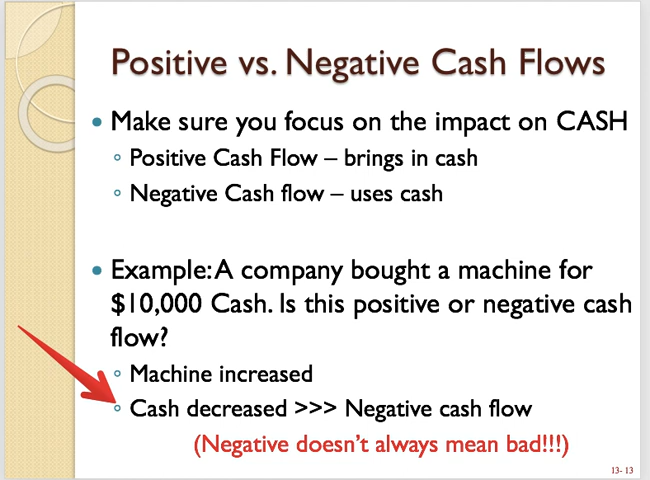 Positive vs. Negative Cash Flows
• Make sure you focus on the impact on CASH
◦ Positive Cash Flow – brings in cash
◦ Negative Cash flow – uses cash
• Example: A company bought a machine for
$10,000 Cash. Is this positive or negative cash
flow?
◦ Machine increased
◦ Cash decreased >>> Negative cash flow
(Negative doesn't always mean bad!!!)
13- 13